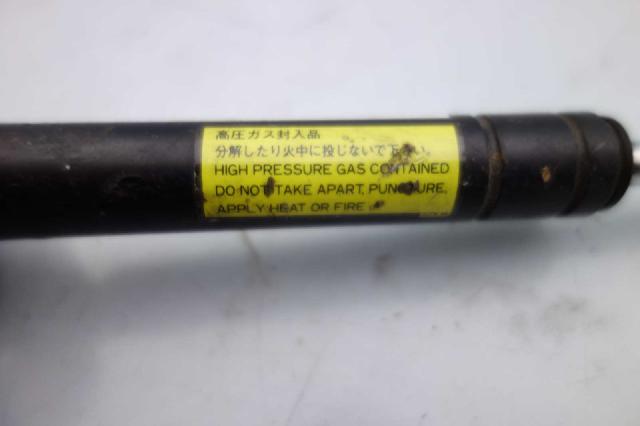 高圧ガス封入品
分解したり火中に投じないで下さい。
HIGH PRESSURE GAS CONTAINED
DO NOT TAKE APART, PUNCTURE,
APPLY HEAT OR FIRE